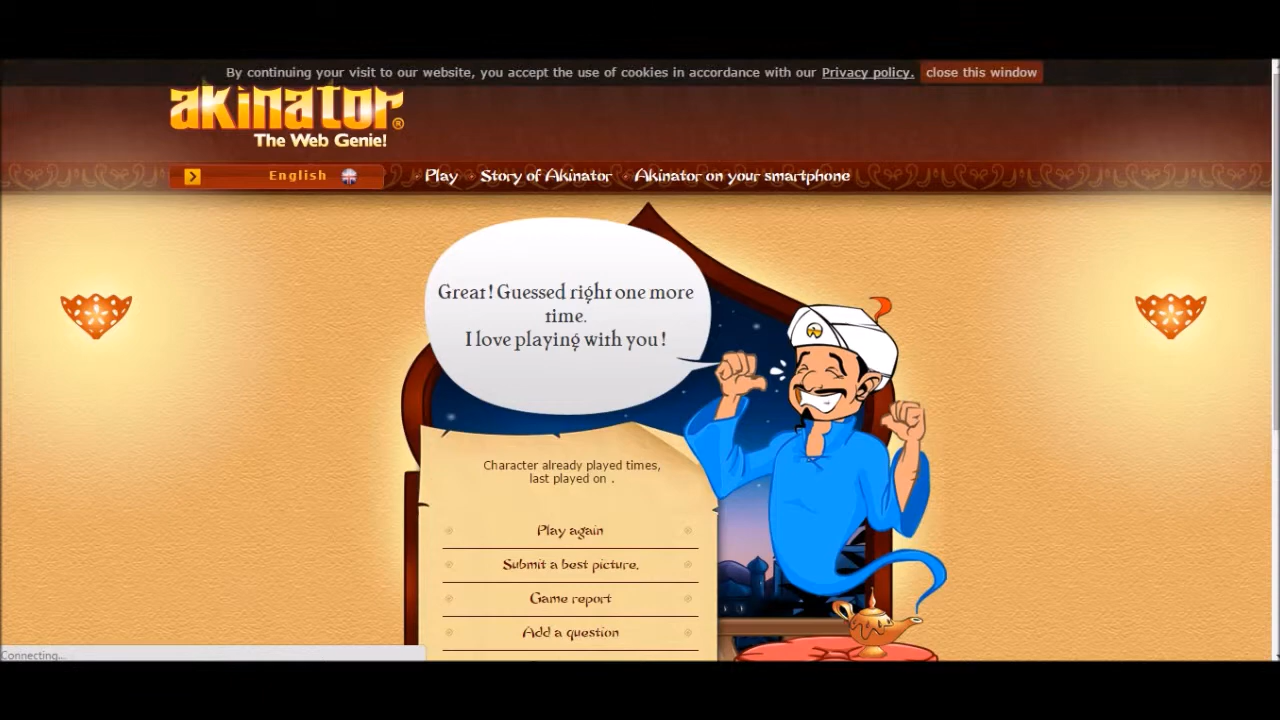 By continuing your visit to our website, you accept the use of cookies in accordance with our Privacy policy. close this window
akinator®
The Web Genie!
English
Play
Story of Akinator
Akinator on your smartphone
Great! Guessed right one more
time.
I love playing with you!
Character already played times,
last played on .
Play again
Submit a best picture.
Game report
Add a question
Connecting...